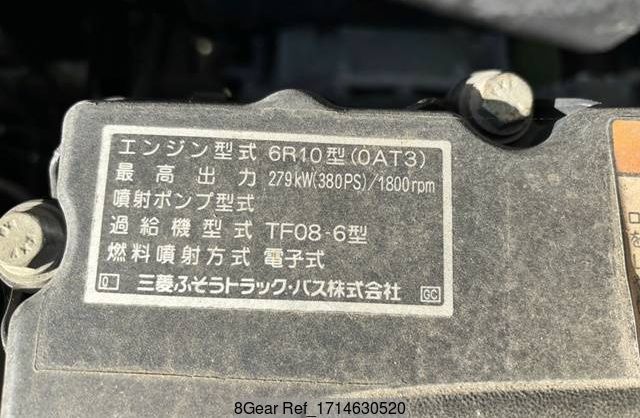 エンジン型式 6R10型(0AT3)
最高出力 279kW(380PS)/1800rpm
噴射ポンプ型式
過給機型式 TF08-6型
燃料噴射方式 電子式
Q 三菱ふそうトラック・バス株式会社 GC
8Gear Ref_1714630520